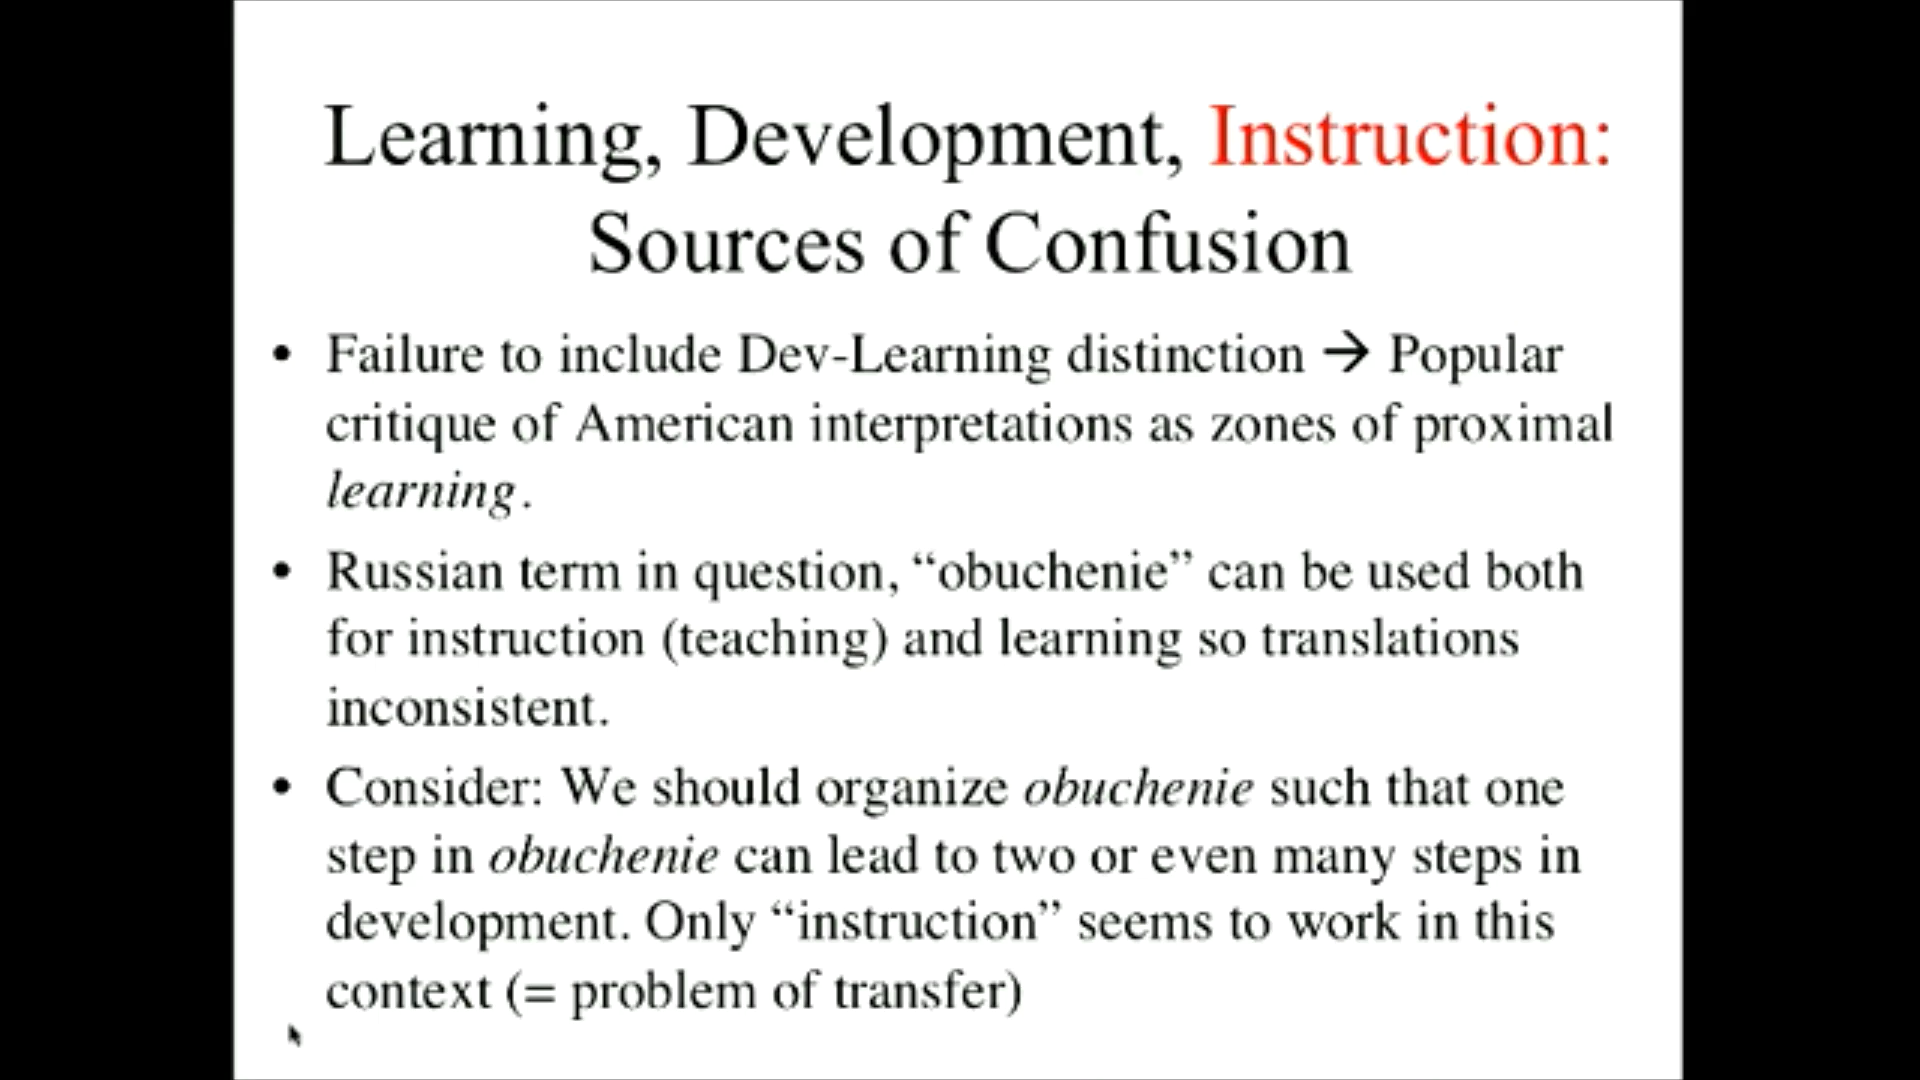 Learning, Development, Instruction:
Sources of Confusion
• Failure to include Dev-Learning distinction → Popular
critique of American interpretations as zones of proximal
learning.
• Russian term in question, “obuchenie” can be used both
for instruction (teaching) and learning so translations
inconsistent.
• Consider: We should organize obuchenie such that one
step in obuchenie can lead to two or even many steps in
development. Only “instruction” seems to work in this
context (= problem of transfer)